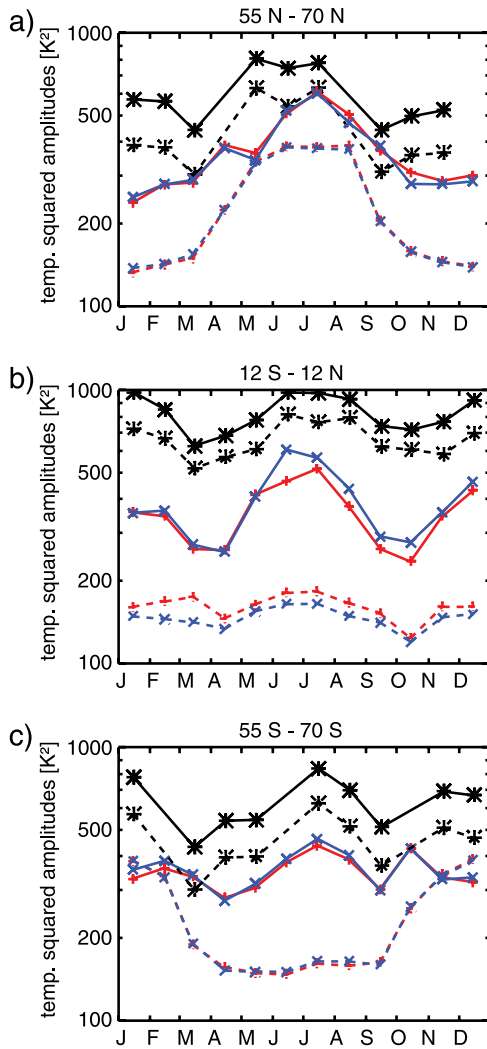 a)
55 N - 70 N
temp. squared amplitudes [K²]
1000
500
200
100
J F M A M J J A S O N D
b)
12 S - 12 N
temp. squared amplitudes [K²]
1000
500
200
100
J F M A M J J A S O N D
c)
55 S - 70 S
temp. squared amplitudes [K²]
1000
500
200
100
J F M A M J J A S O N D